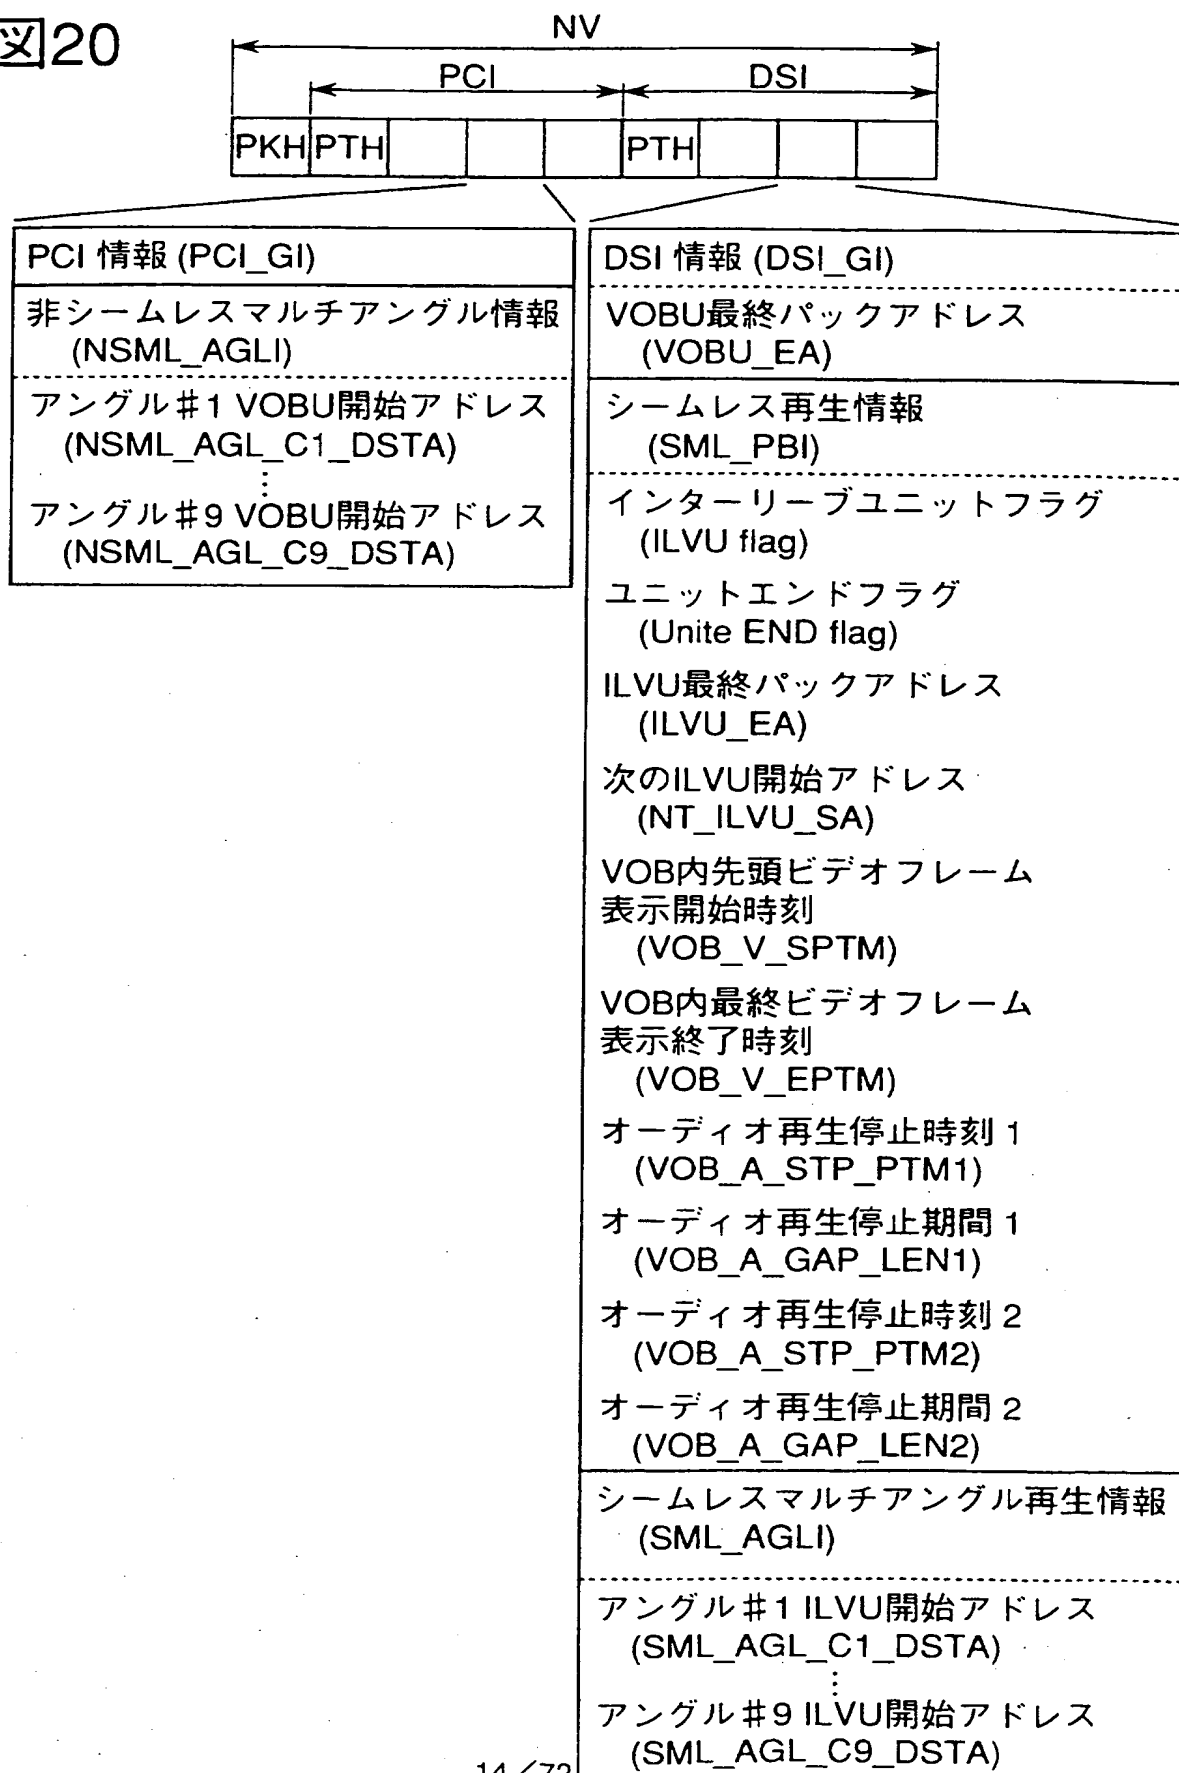 図20
NV
PCI
DSI
PKH
PTH
PTH
PCI 情報 (PCI_GI)
非シームレスマルチアングル情報
(NSML_AGLI)
アングル#1 VOBU開始アドレス
(NSML_AGL_C1_DSTA)
⋮
アングル#9 VOBU開始アドレス
(NSML_AGL_C9_DSTA)
DSI 情報 (DSI_GI)
VOBU最終パックアドレス
(VOBU_EA)
シームレス再生情報
(SML_PBI)
インターリーブユニットフラグ
(ILVU flag)
ユニットエンドフラグ
(Unite END flag)
ILVU最終パックアドレス
(ILVU_EA)
次のILVU開始アドレス
(NT_ILVU_SA)
VOB内先頭ビデオフレーム
表示開始時刻
(VOB_V_SPTM)
VOB内最終ビデオフレーム
表示終了時刻
(VOB_V_EPTM)
オーディオ再生停止時刻 1
(VOB_A_STP_PTM1)
オーディオ再生停止期間 1
(VOB_A_GAP_LEN1)
オーディオ再生停止時刻 2
(VOB_A_STP_PTM2)
オーディオ再生停止期間 2
(VOB_A_GAP_LEN2)
シームレスマルチアングル再生情報
(SML_AGLI)
アングル#1 ILVU開始アドレス
(SML_AGL_C1_DSTA)
⋮
アングル#9 ILVU開始アドレス
(SML_AGL_C9_DSTA)
14/72